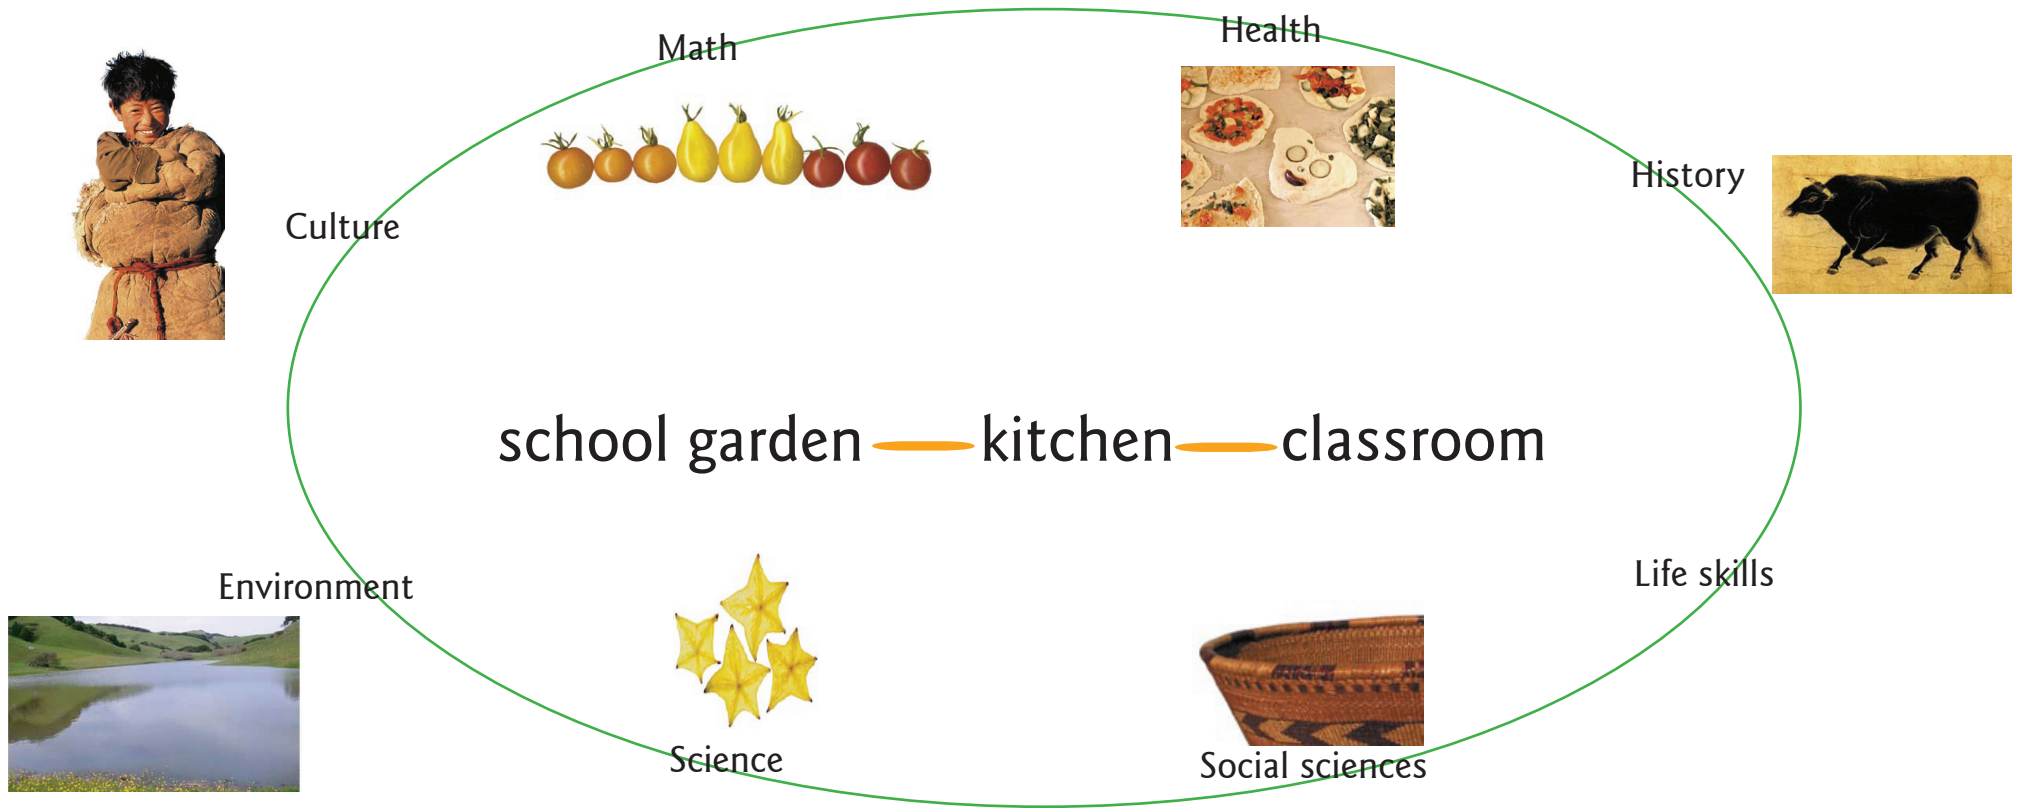 Math
Health
History
Culture
school garden kitchen classroom
Environment
Life skills
Science
Social sciences